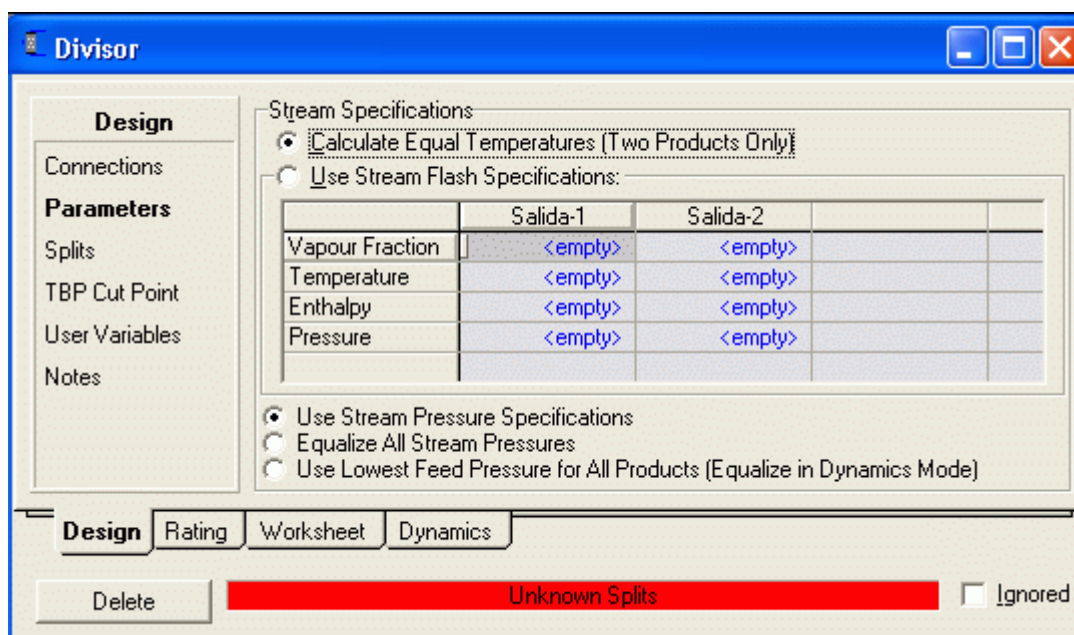 Divisor
Design
Connections
Parameters
Splits
TBP Cut Point
User Variables
Notes
Stream Specifications
Calculate Equal Temperatures (Two Products Only)
Use Stream Flash Specifications:
Salida-1 Salida-2
Vapour Fraction <empty> <empty>
Temperature <empty> <empty>
Enthalpy <empty> <empty>
Pressure <empty> <empty>
Use Stream Pressure Specifications
Equalize All Stream Pressures
Use Lowest Feed Pressure for All Products (Equalize in Dynamics Mode)
Design Rating Worksheet Dynamics
Delete Unknown Splits Ignored